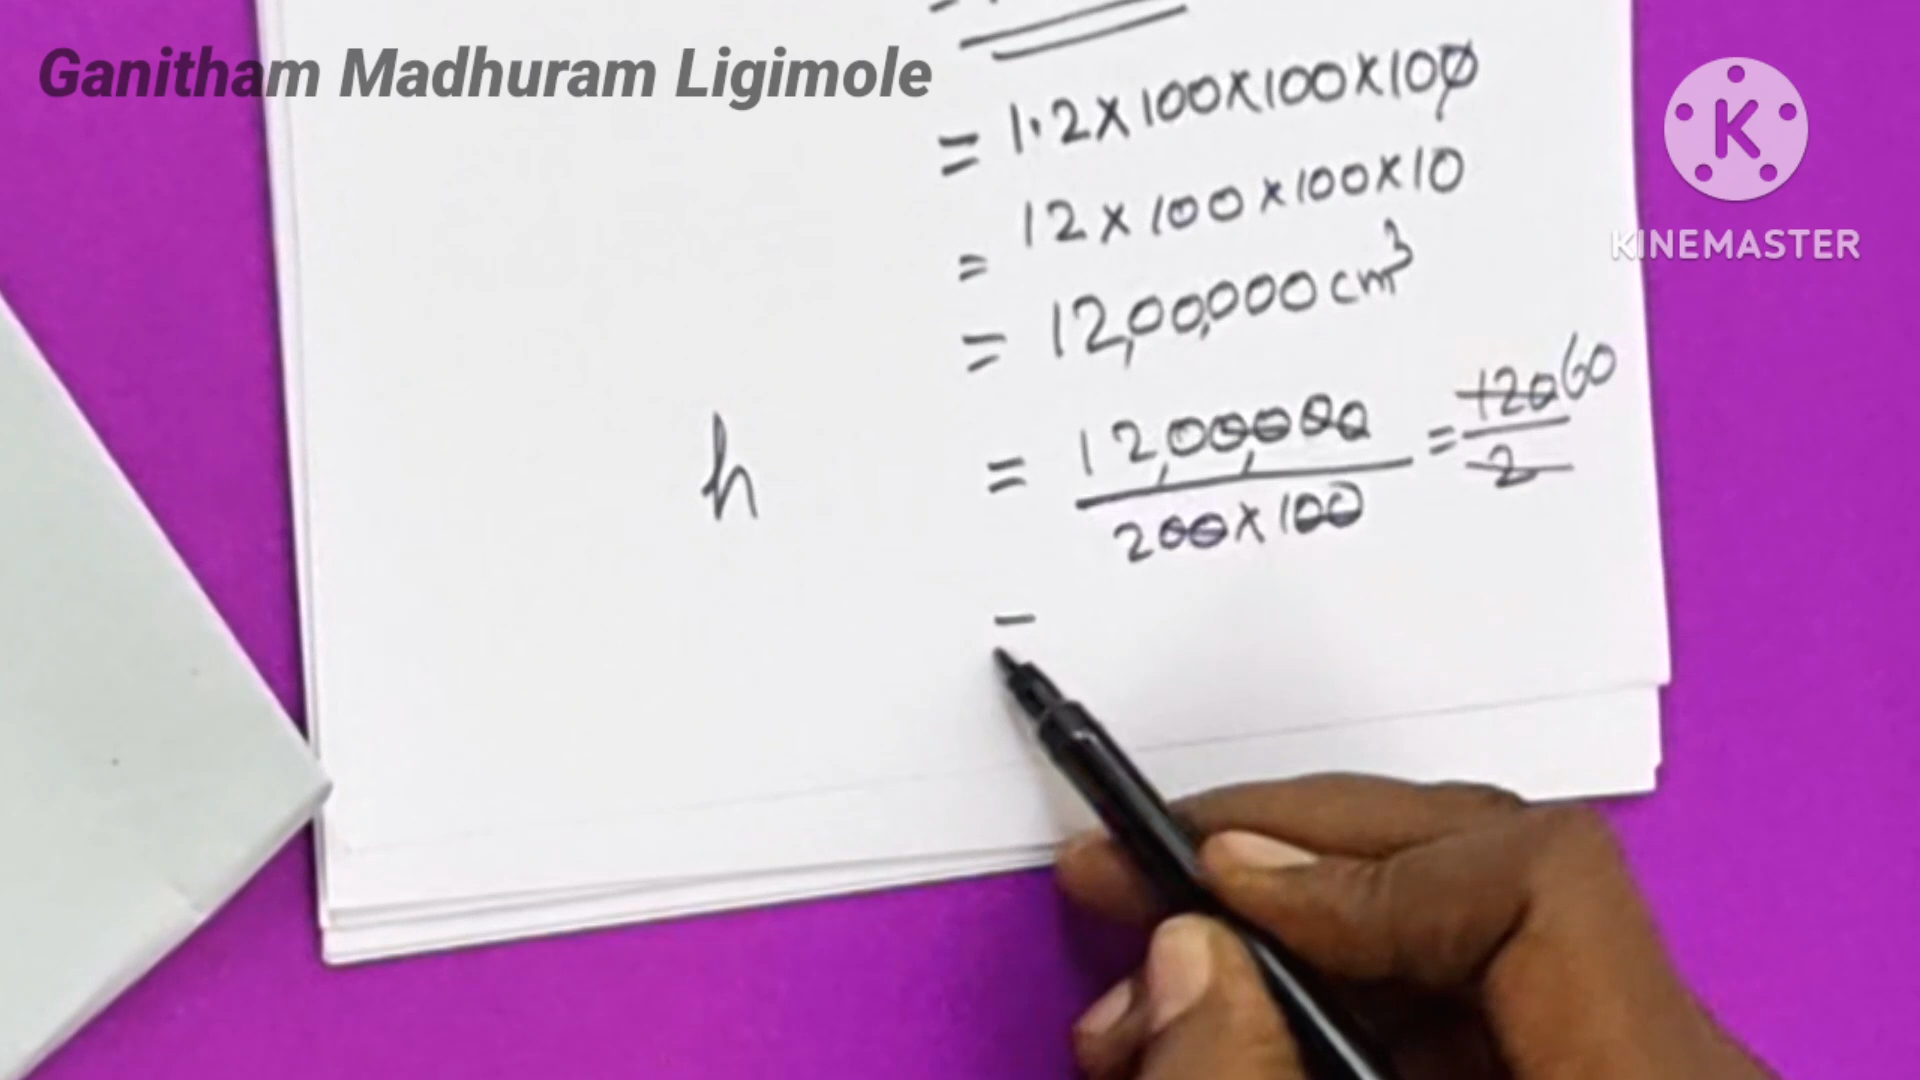 Ganitham Madhuram Ligimole
KINEMASTER
= 1.2×100×100×100
= 12×100×100×10
= 12,00,000 cm³
h = 12,00,000 / 200×100 = 120 / 2 60